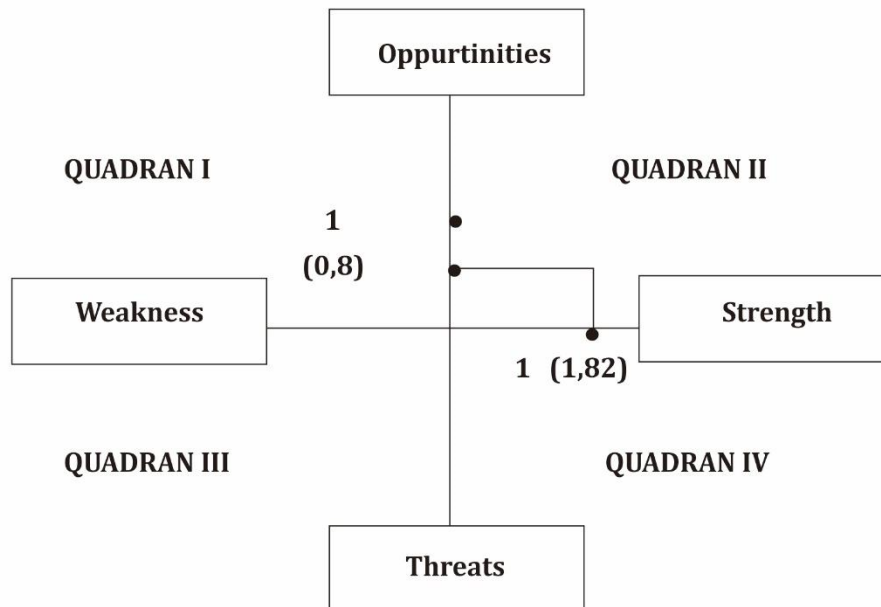 Oppurtinities
QUADRAN I
QUADRAN II
1
(0,8)
Weakness
Strength
1 (1,82)
QUADRAN III
QUADRAN IV
Threats